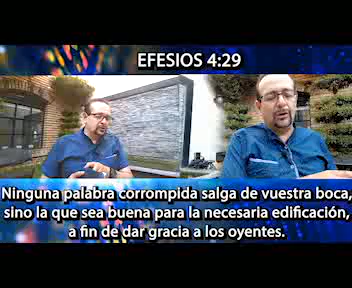 EFESIOS 4:29
Ninguna palabra corrompida salga de vuestra boca,
sino la que sea buena para la necesaria edificación,
a fin de dar gracia a los oyentes.